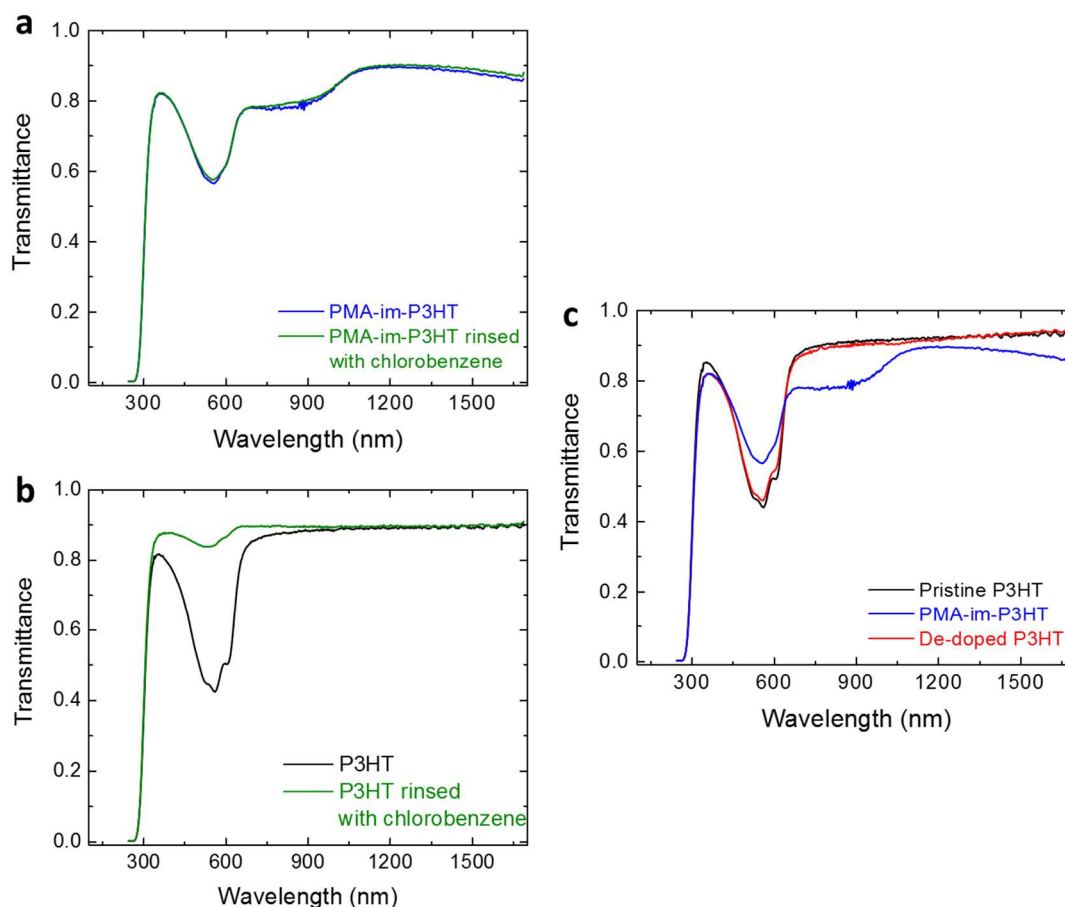 a
1.0
0.8
0.6
0.4
0.2
0.0
Transmittance
PMA-im-P3HT
PMA-im-P3HT rinsed
with chlorobenzene
300 600 900 1200 1500
Wavelength (nm)
b
1.0
0.8
0.6
0.4
0.2
0.0
Transmittance
P3HT
P3HT rinsed
with chlorobenzene
300 600 900 1200 1500
Wavelength (nm)
c
1.0
0.8
0.6
0.4
0.2
0.0
Transmittance
Pristine P3HT
PMA-im-P3HT
De-doped P3HT
300 600 900 1200 1500
Wavelength (nm)